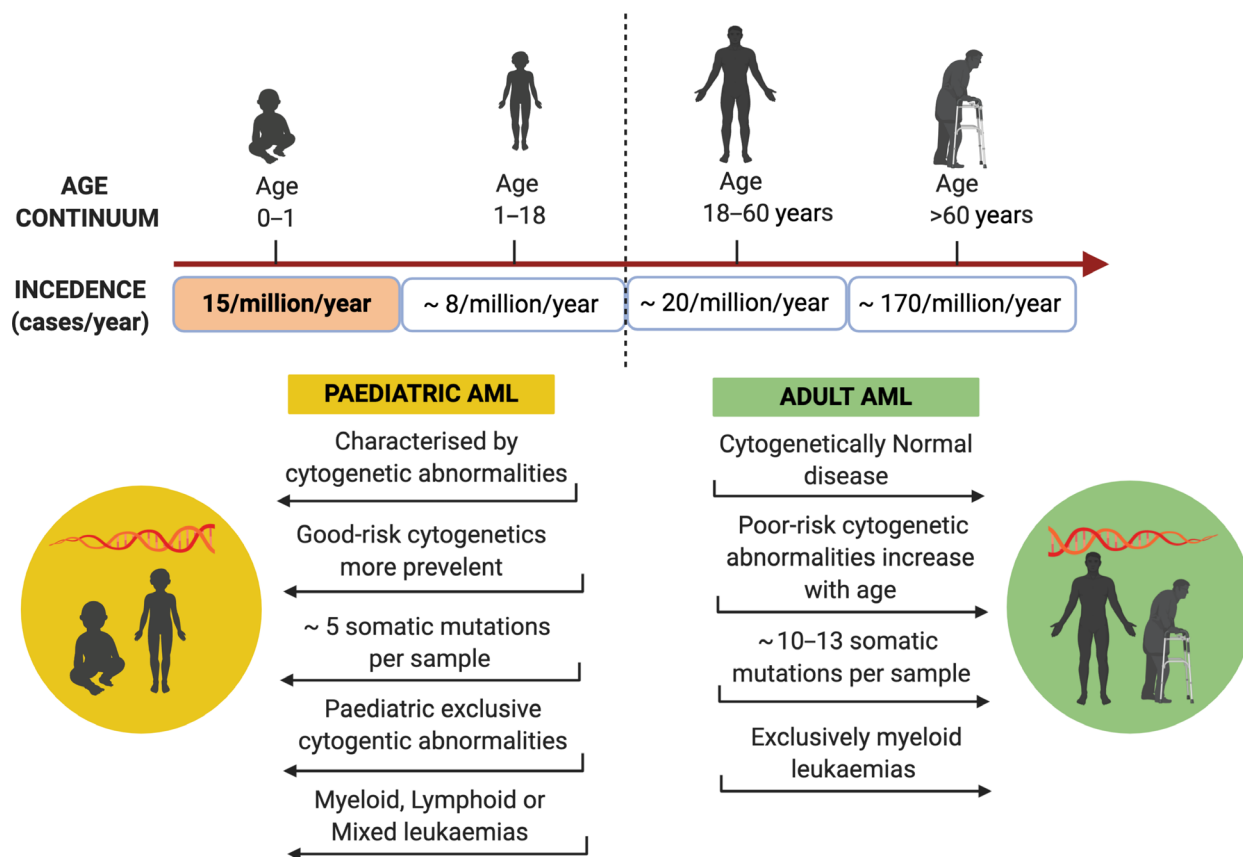 AGE
CONTINUUM
Age
0–1
Age
1–18
Age
18–60 years
Age
>60 years
INCEDENCE
(cases/year)
15/million/year
~ 8/million/year
~ 20/million/year
~ 170/million/year
PAEDIATRIC AML
Characterised by
cytogenetic abnormalities
Good-risk cytogenetics
more prevelent
~ 5 somatic mutations
per sample
Paediatric exclusive
cytogentic abnormalities
Myeloid, Lymphoid or
Mixed leukaemias
ADULT AML
Cytogenetically Normal
disease
Poor-risk cytogenetic
abnormalities increase
with age
~ 10–13 somatic
mutations per sample
Exclusively myeloid
leukaemias